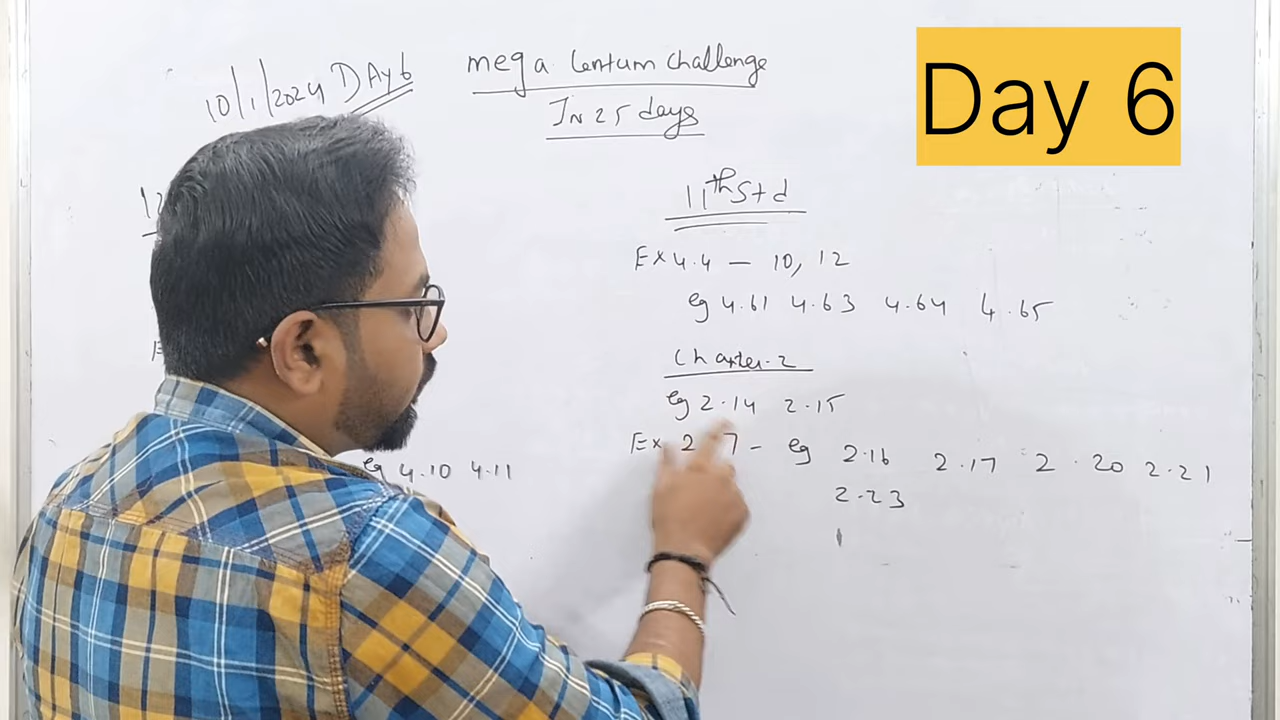 10/1/2024 DAy 6
mega Centum challenge
In 25 days
Day 6
11th Std
Ex 4.4 — 10, 12
eg 4.61 4.63 4.64 4.65
Chapter-2
eg 2.14 2.15
Ex 2.7 - eg 2.16 2.17 2.20 2.21
2.23
12
eg 4.10 4.11